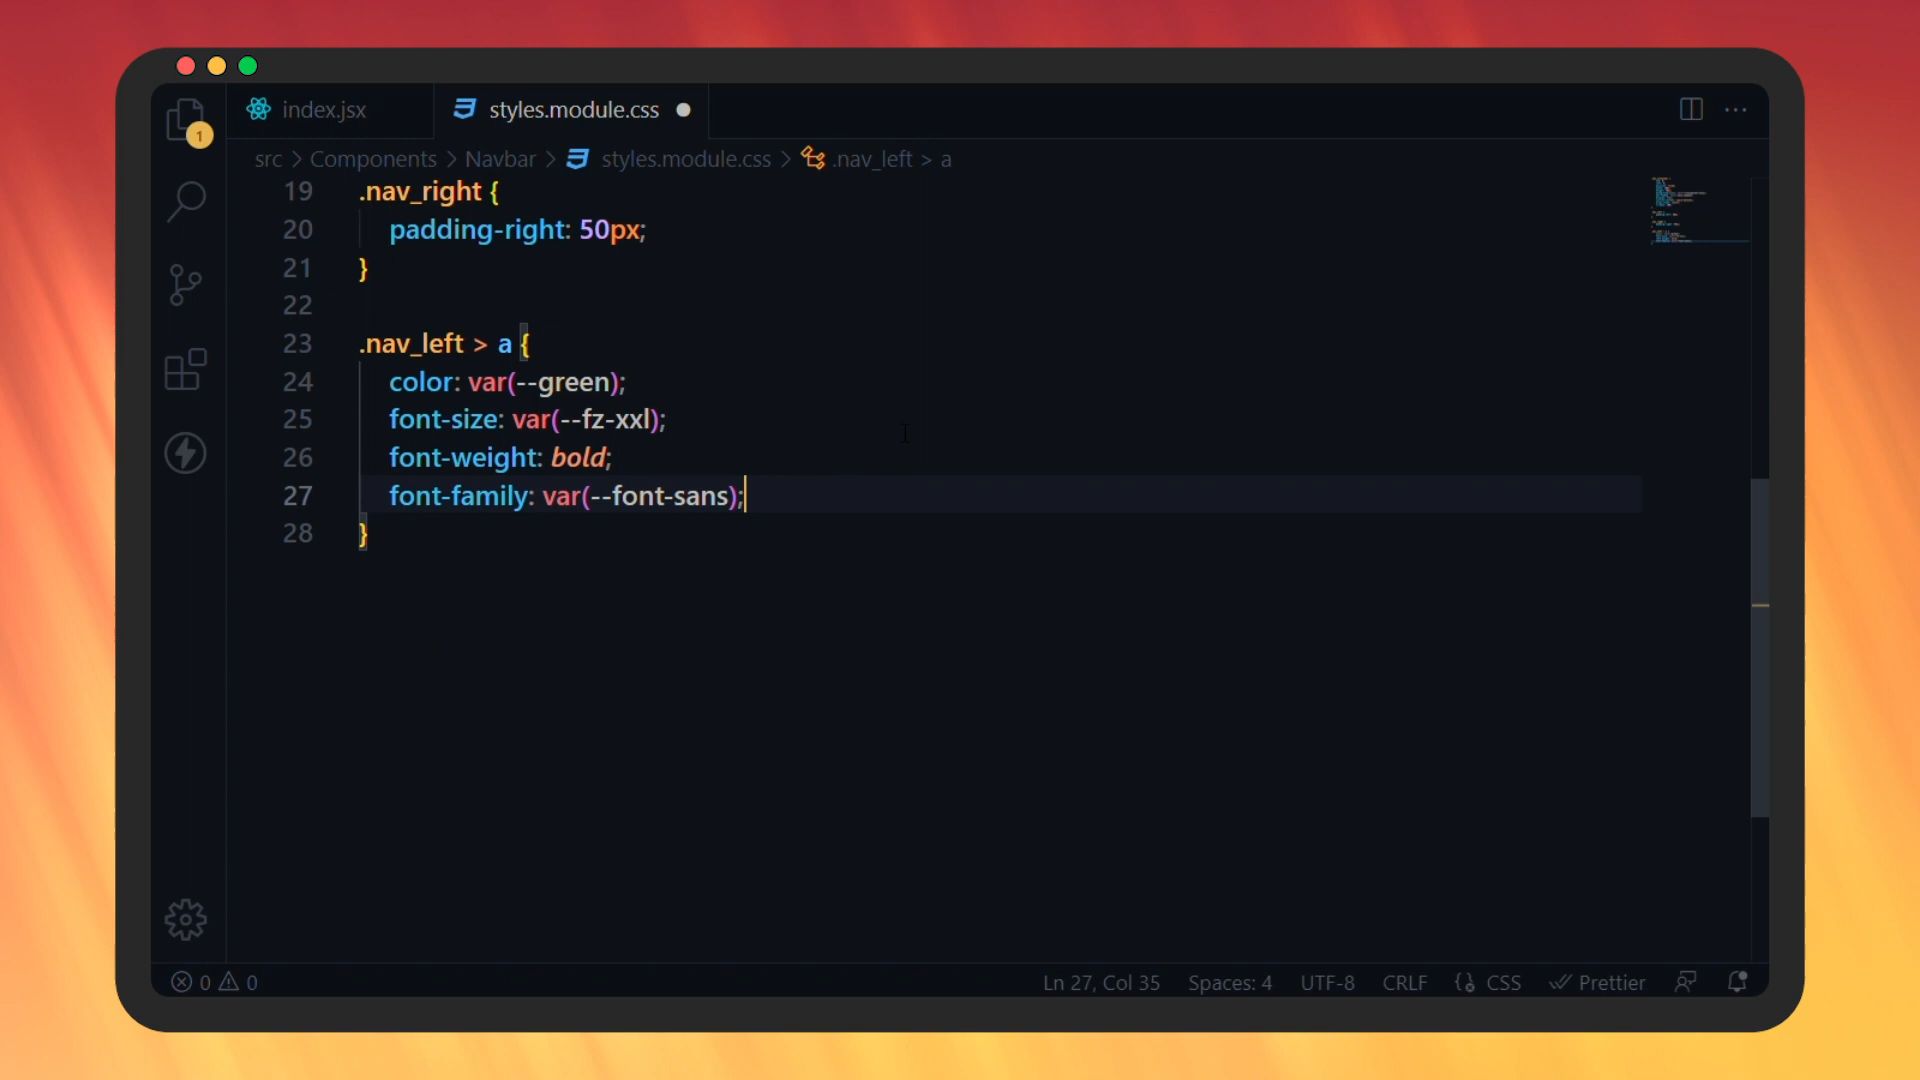 index.jsx
styles.module.css
1
src > Components > Navbar > styles.module.css > .nav_left > a
19 .nav_right {
20 padding-right: 50px;
21 }
22
23 .nav_left > a {
24 color: var(--green);
25 font-size: var(--fz-xxl);
26 font-weight: bold;
27 font-family: var(--font-sans);
28 }
0 0 Ln 27, Col 35 Spaces: 4 UTF-8 CRLF CSS Prettier